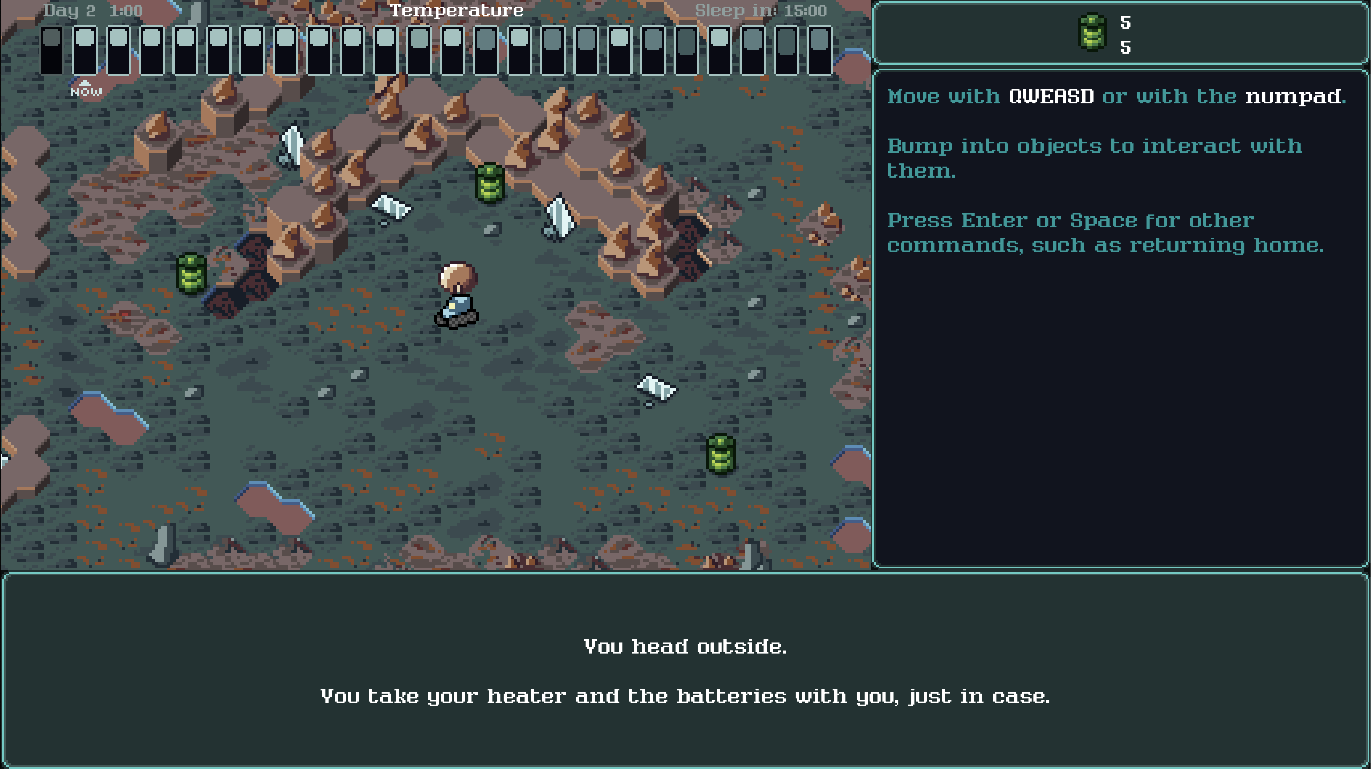 Day 2 1:00
Temperature
Sleep in: 15:00
NOW
5
5
Move with QWEASD or with the numpad.
Bump into objects to interact with
them.
Press Enter or Space for other
commands, such as returning home.
You head outside.
You take your heater and the batteries with you, just in case.